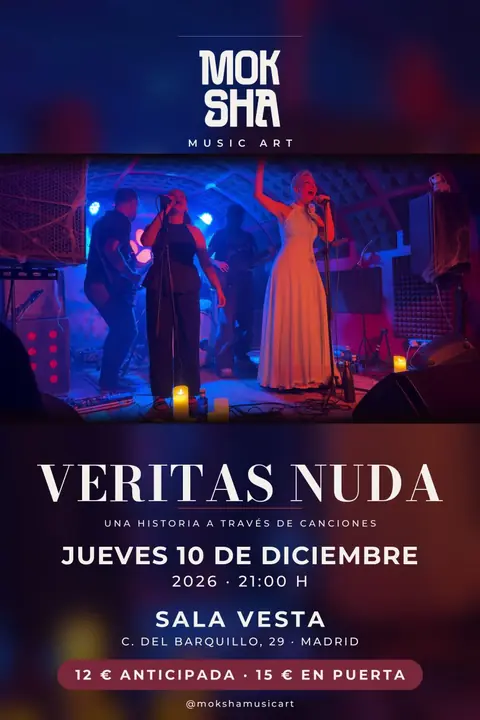 MOK
SHA
MUSIC ART
VERITAS NUDA
UNA HISTORIA A TRAVÉS DE CANCIONES
JUEVES 10 DE DICIEMBRE
2026 · 21:00 H
SALA VESTA
C. DEL BARQUILLO, 29 · MADRID
12 € ANTICIPADA · 15 € EN PUERTA
@mokshamusicart